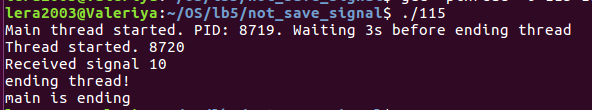 lera2003@Valeriya:~/OS/lb5/not_save_signal$ ./115
Main thread started. PID: 8719. Waiting 3s before ending thread
Thread started. 8720
Received signal 10
ending thread!
main is ending